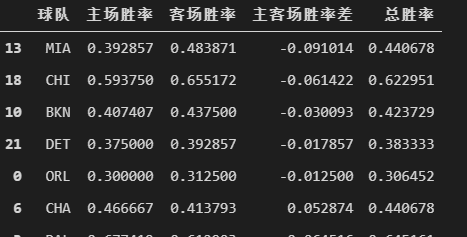 球队 主场胜率 客场胜率 主客场胜率差 总胜率
13 MIA 0.392857 0.483871 -0.091014 0.440678
18 CHI 0.593750 0.655172 -0.061422 0.622951
10 BKN 0.407407 0.437500 -0.030093 0.423729
21 DET 0.375000 0.392857 -0.017857 0.383333
0 ORL 0.300000 0.312500 -0.012500 0.306452
6 CHA 0.466667 0.413793 0.052874 0.440678